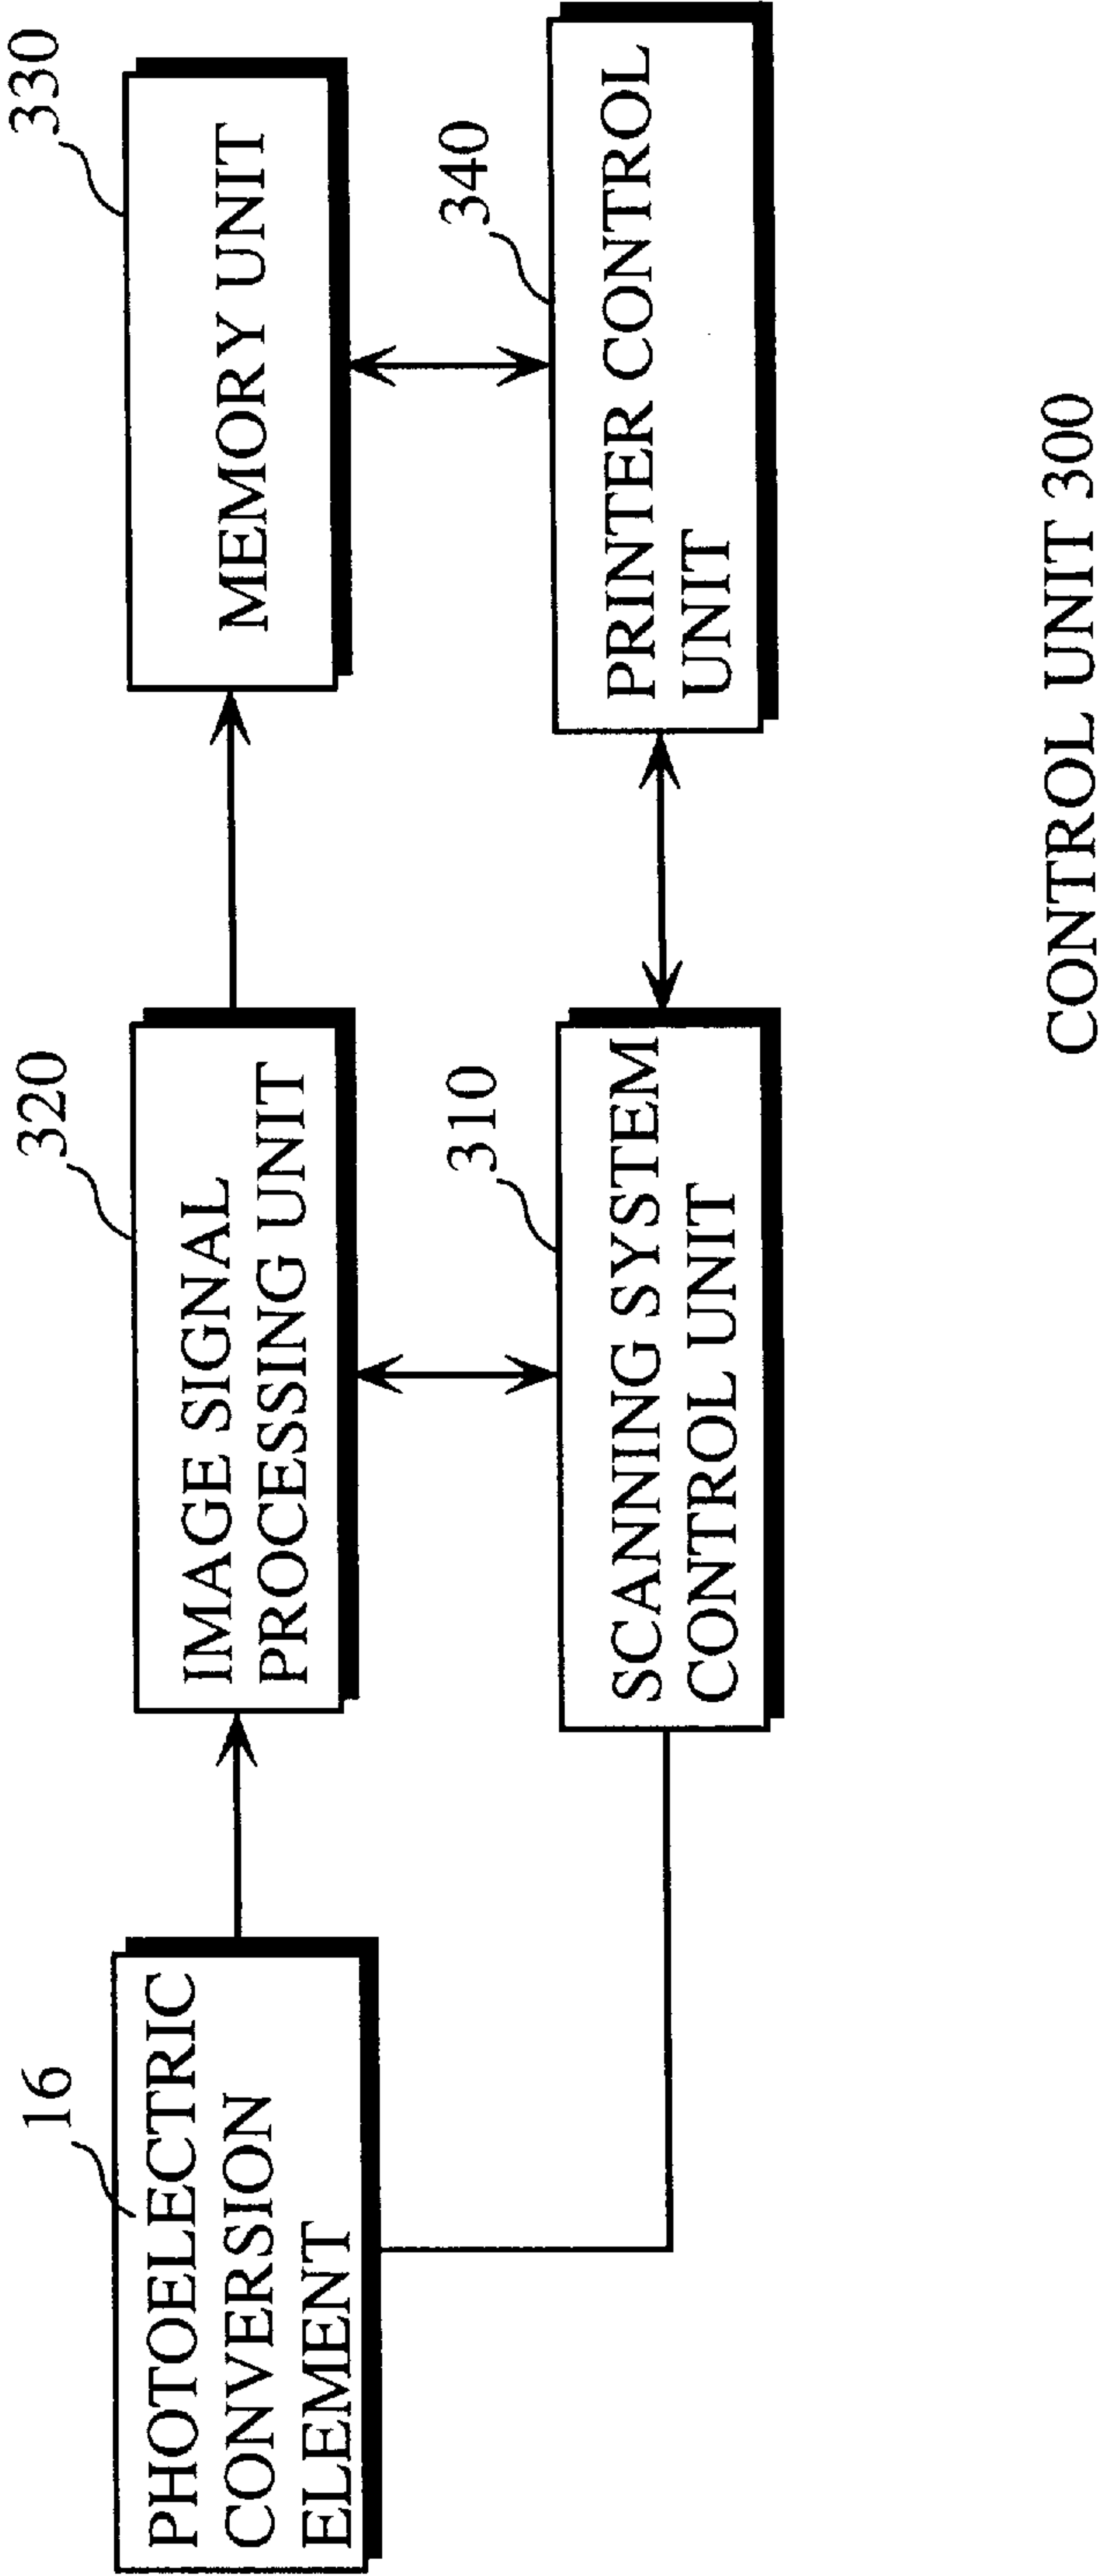 16
PHOTOELECTRIC
CONVERSION
ELEMENT
320
IMAGE SIGNAL
PROCESSING UNIT
330
MEMORY UNIT
310
SCANNING SYSTEM
CONTROL UNIT
340
PRINTER CONTROL
UNIT
CONTROL UNIT 300